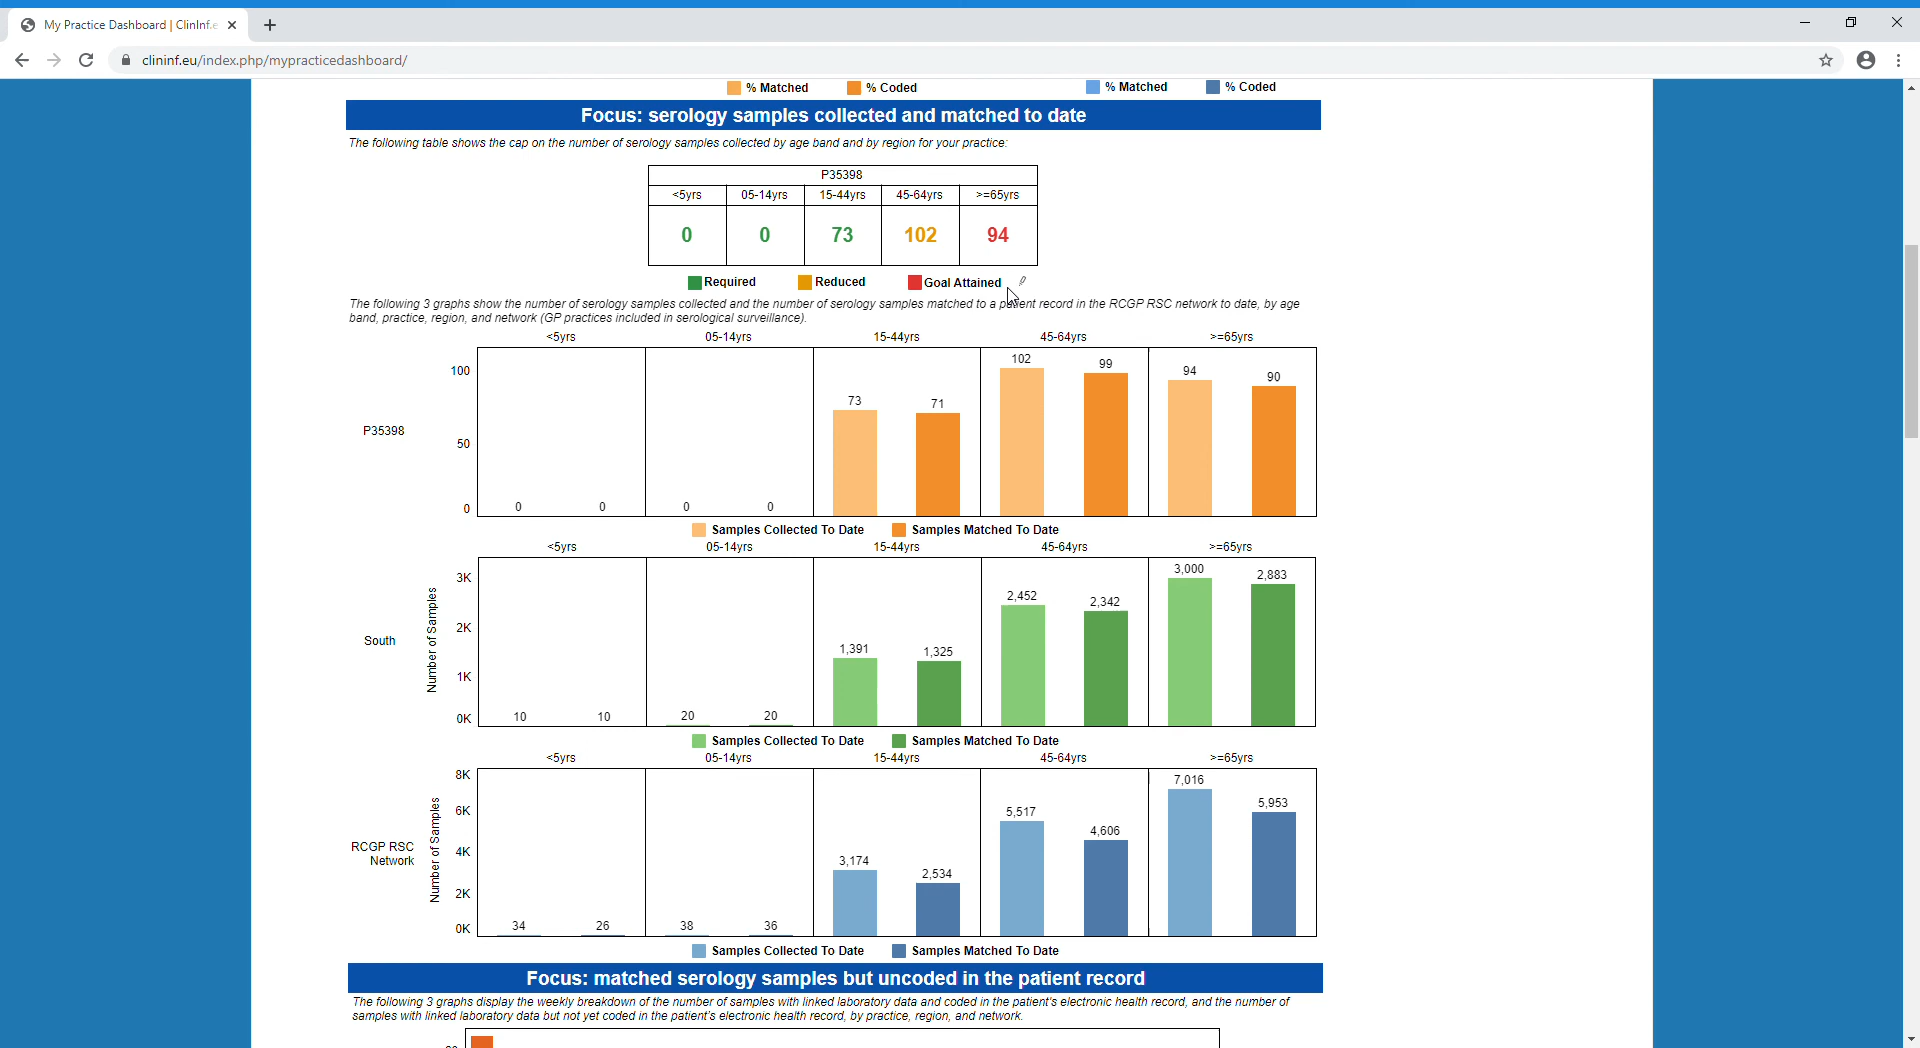 My Practice Dashboard | ClinInf.e
clininf.eu/index.php/mypracticedashboard/
% Matched % Coded % Matched % Coded
Focus: serology samples collected and matched to date
The following table shows the cap on the number of serology samples collected by age band and by region for your practice:
P35398
<5yrs 05-14yrs 15-44yrs 45-64yrs >=65yrs
0 0 73 102 94
Required Reduced Goal Attained
The following 3 graphs show the number of serology samples collected and the number of serology samples matched to a patient record in the RCGP RSC network to date, by age
band, practice, region, and network (GP practices included in serological surveillance).
<5yrs 05-14yrs 15-44yrs 45-64yrs >=65yrs
P35398
100
50
0
0 0 0 0 73 71 102 99 94 90
Samples Collected To Date Samples Matched To Date
<5yrs 05-14yrs 15-44yrs 45-64yrs >=65yrs
South
Number of Samples
3K
2K
1K
0K
10 10 20 20 1,391 1,325 2,452 2,342 3,000 2,883
Samples Collected To Date Samples Matched To Date
<5yrs 05-14yrs 15-44yrs 45-64yrs >=65yrs
RCGP RSC
Network
Number of Samples
8K
6K
4K
2K
0K
34 26 38 36 3,174 2,534 5,517 4,606 7,016 5,953
Samples Collected To Date Samples Matched To Date
Focus: matched serology samples but uncoded in the patient record
The following 3 graphs display the weekly breakdown of the number of samples with linked laboratory data and coded in the patient's electronic health record, and the number of
samples with linked laboratory data but not yet coded in the patient's electronic health record, by practice, region, and network.